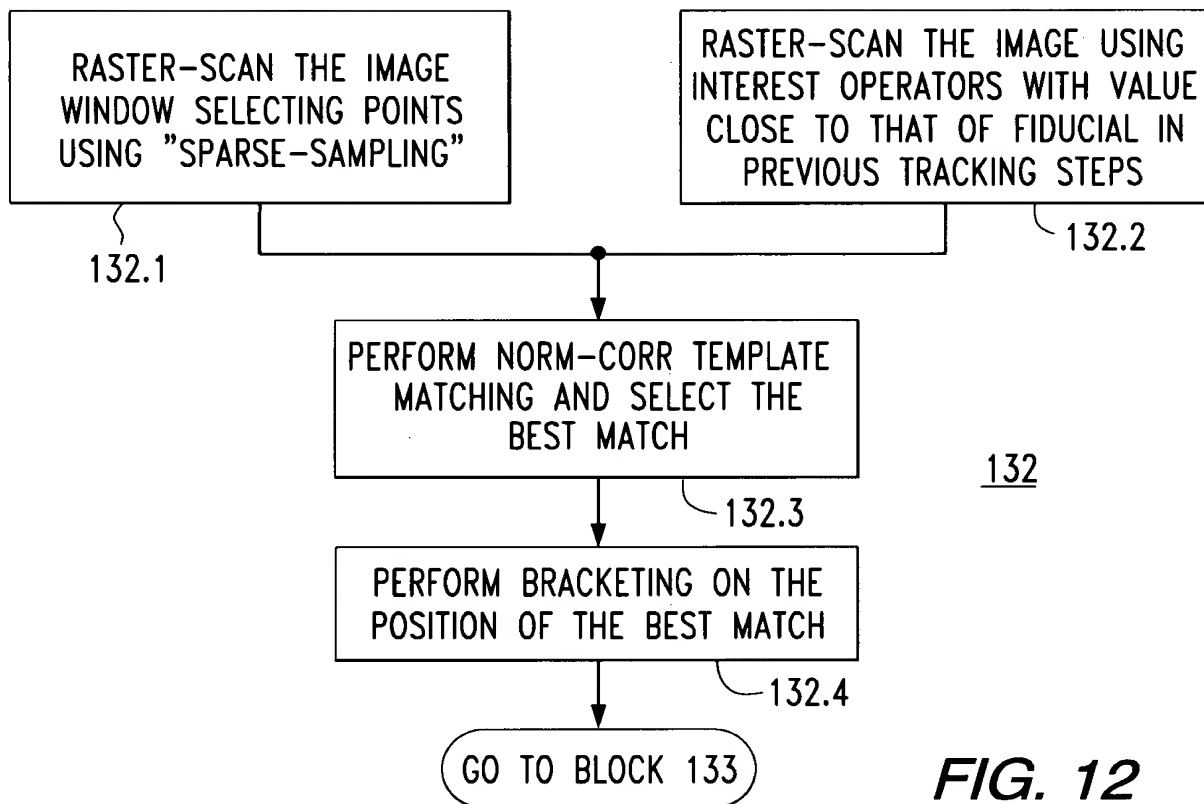 RASTER-SCAN THE IMAGE
WINDOW SELECTING POINTS
USING "SPARSE-SAMPLING"
132.1
RASTER-SCAN THE IMAGE USING
INTEREST OPERATORS WITH VALUE
CLOSE TO THAT OF FIDUCIAL IN
PREVIOUS TRACKING STEPS
132.2
PERFORM NORM-CORR TEMPLATE
MATCHING AND SELECT THE
BEST MATCH
132.3
132
PERFORM BRACKETING ON THE
POSITION OF THE BEST MATCH
132.4
GO TO BLOCK 133
FIG. 12